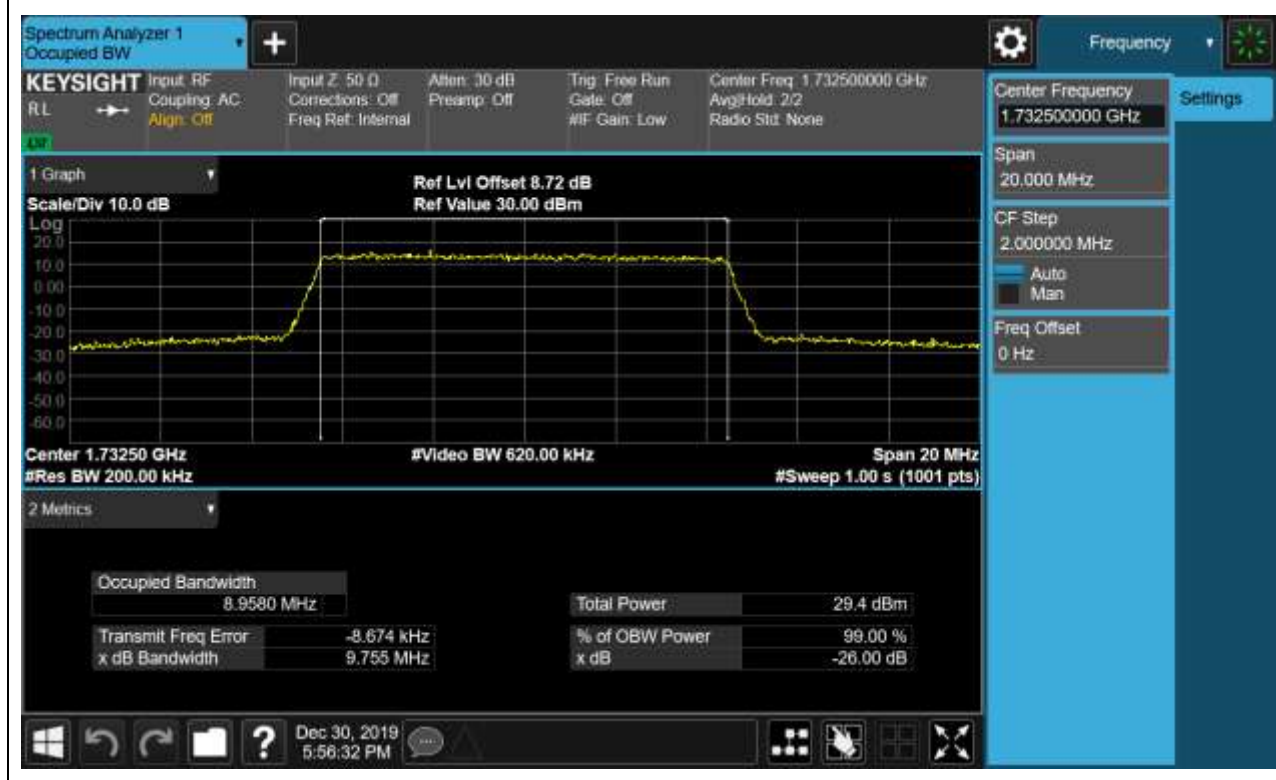 Spectrum Analyzer 1
Occupied BW
Frequency
KEYSIGHT
RL
Input: RF
Coupling: AC
Align: Off
Input Z: 50 Ω
Corrections: Off
Freq Ref: Internal
Atten: 30 dB
Preamp: Off
Trig: Free Run
Gate: Off
#IF Gain: Low
Center Freq: 1.732500000 GHz
Avg|Hold: 2/2
Radio Std: None
Center Frequency
1.732500000 GHz
Settings
Span
20.000 MHz
CF Step
2.000000 MHz
Auto
Man
Freq Offset
0 Hz
1 Graph
Scale/Div 10.0 dB
Ref Lvl Offset 8.72 dB
Ref Value 30.00 dBm
Log
20.0
10.0
0.00
-10.0
-20.0
-30.0
-40.0
-50.0
-60.0
Center 1.73250 GHz
#Video BW 620.00 kHz
Span 20 MHz
#Res BW 200.00 kHz
#Sweep 1.00 s (1001 pts)
2 Metrics
Occupied Bandwidth
8.9580 MHz
Total Power 29.4 dBm
Transmit Freq Error -8.674 kHz
% of OBW Power 99.00 %
x dB Bandwidth 9.755 MHz
x dB -26.00 dB
Dec 30, 2019
5:56:32 PM